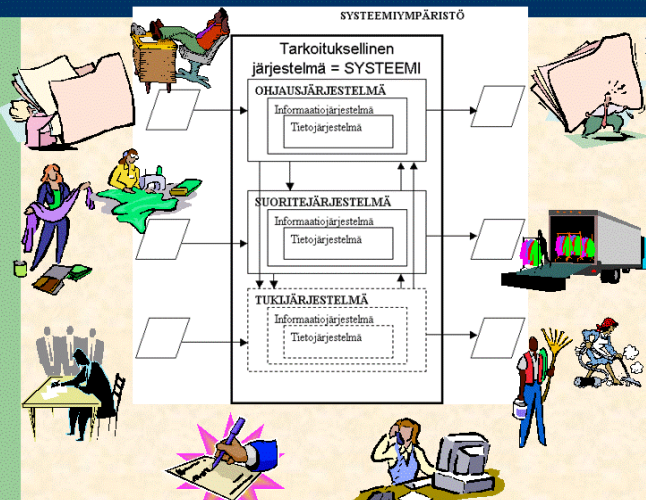 SYSTEEMIYMPÄRISTÖ
Tarkoituksellinen
järjestelmä = SYSTEEMI
OHJAUSJÄRJESTELMÄ
Informaatiojärjestelmä
Tietojärjestelmä
SUORITEJÄRJESTELMÄ
Informaatiojärjestelmä
Tietojärjestelmä
TUKIJÄRJESTELMÄ
Informaatiojärjestelmä
Tietojärjestelmä